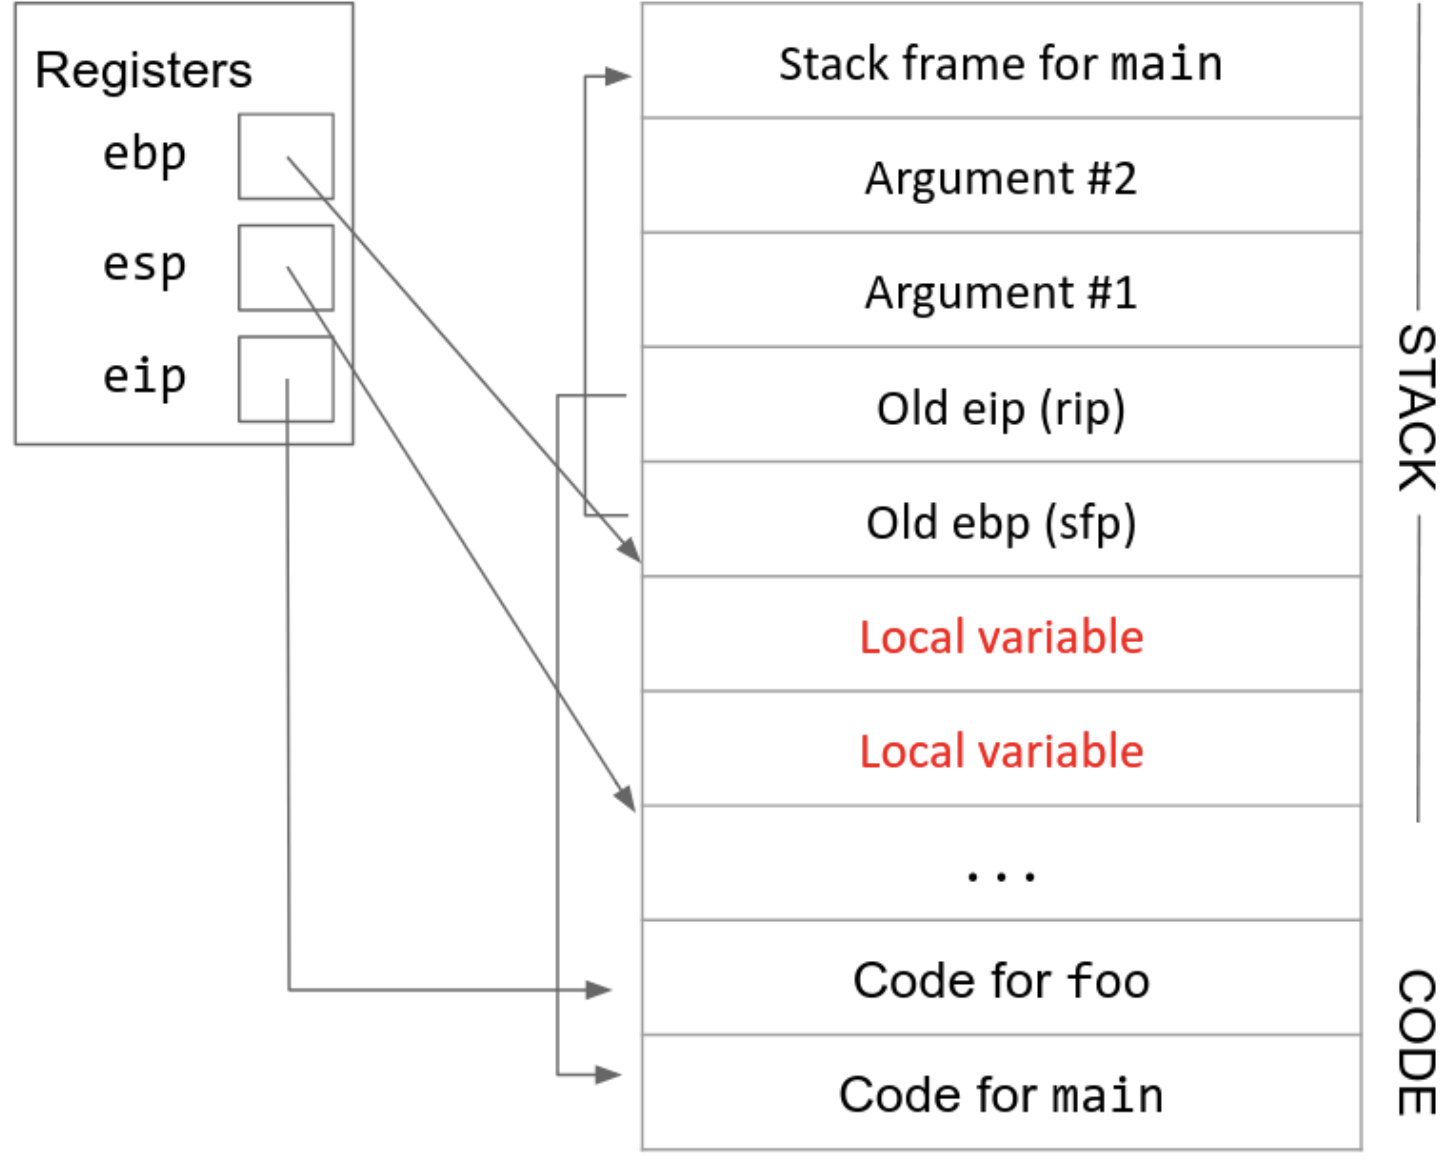 Registers
ebp
esp
eip
Stack frame for main
Argument #2
Argument #1
Old eip (rip)
Old ebp (sfp)
Local variable
Local variable
...
Code for foo
Code for main
STACK
CODE